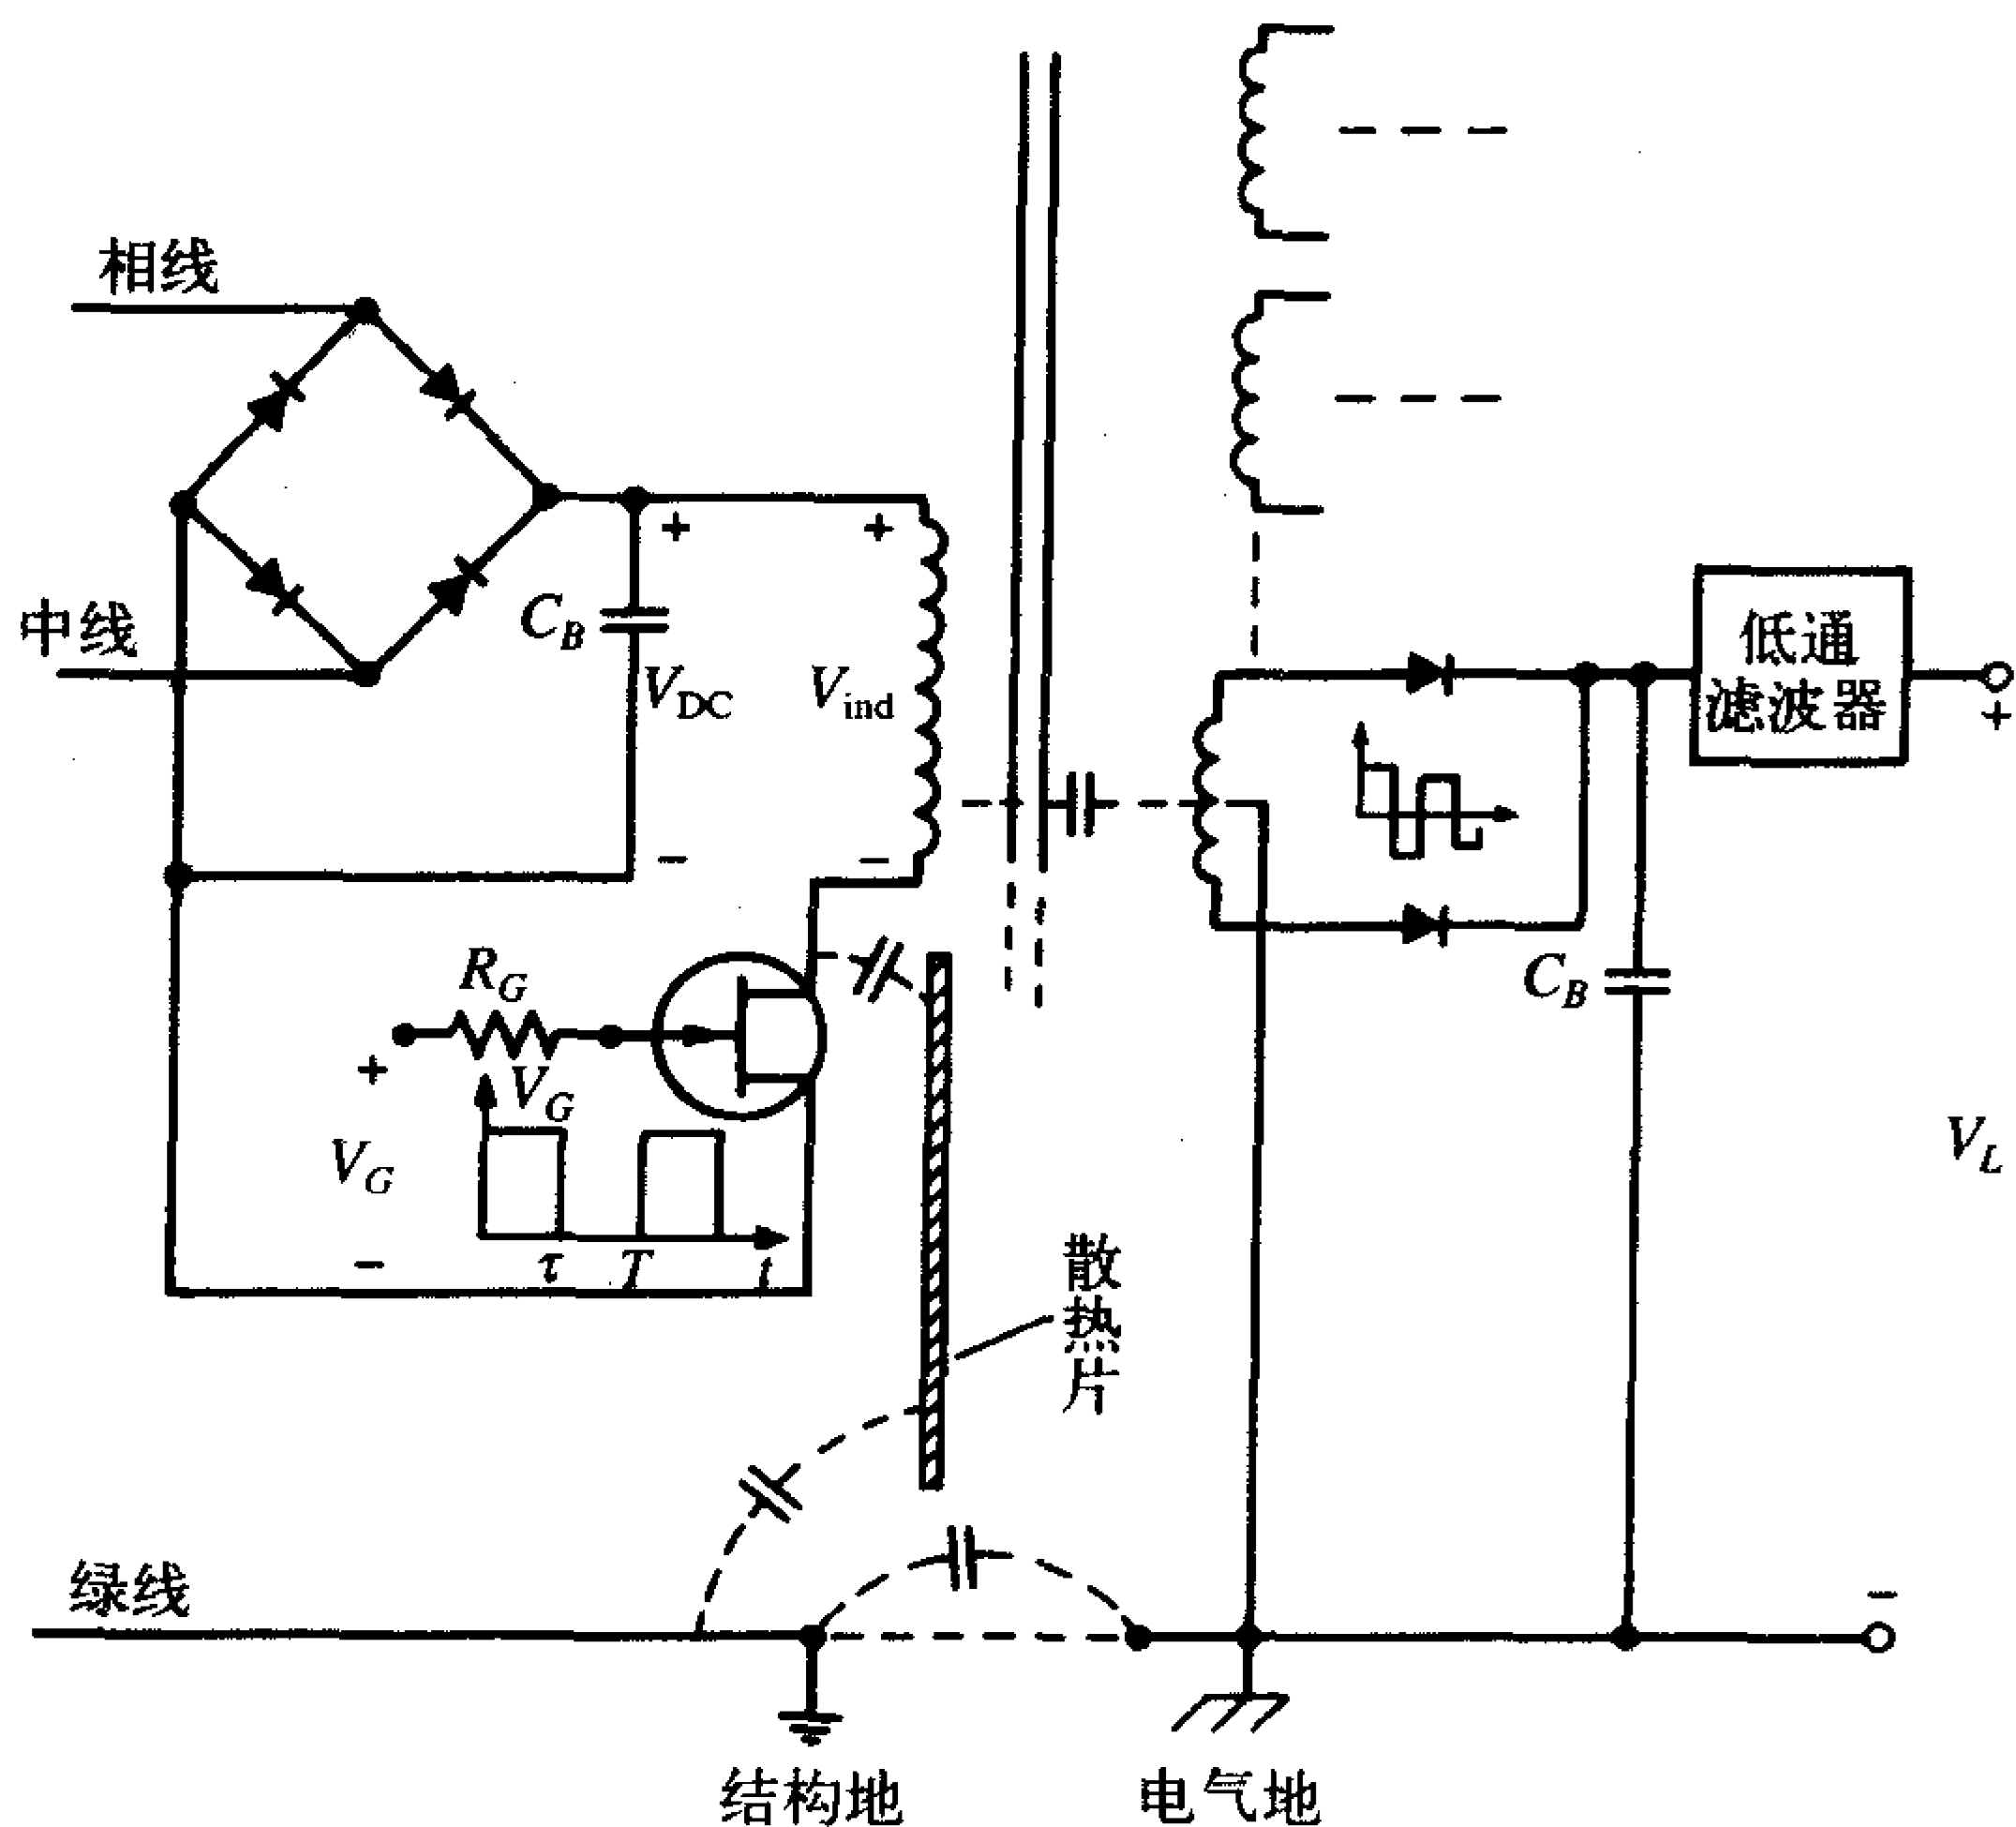 相线
中线
C_B
+
V_DC
−
+
V_ind
−
低通
滤波器
+
R_G
+
V_G
V_G
−
τ
T
t
C_B
V_L
散热片
绿线
−
结构地
电气地